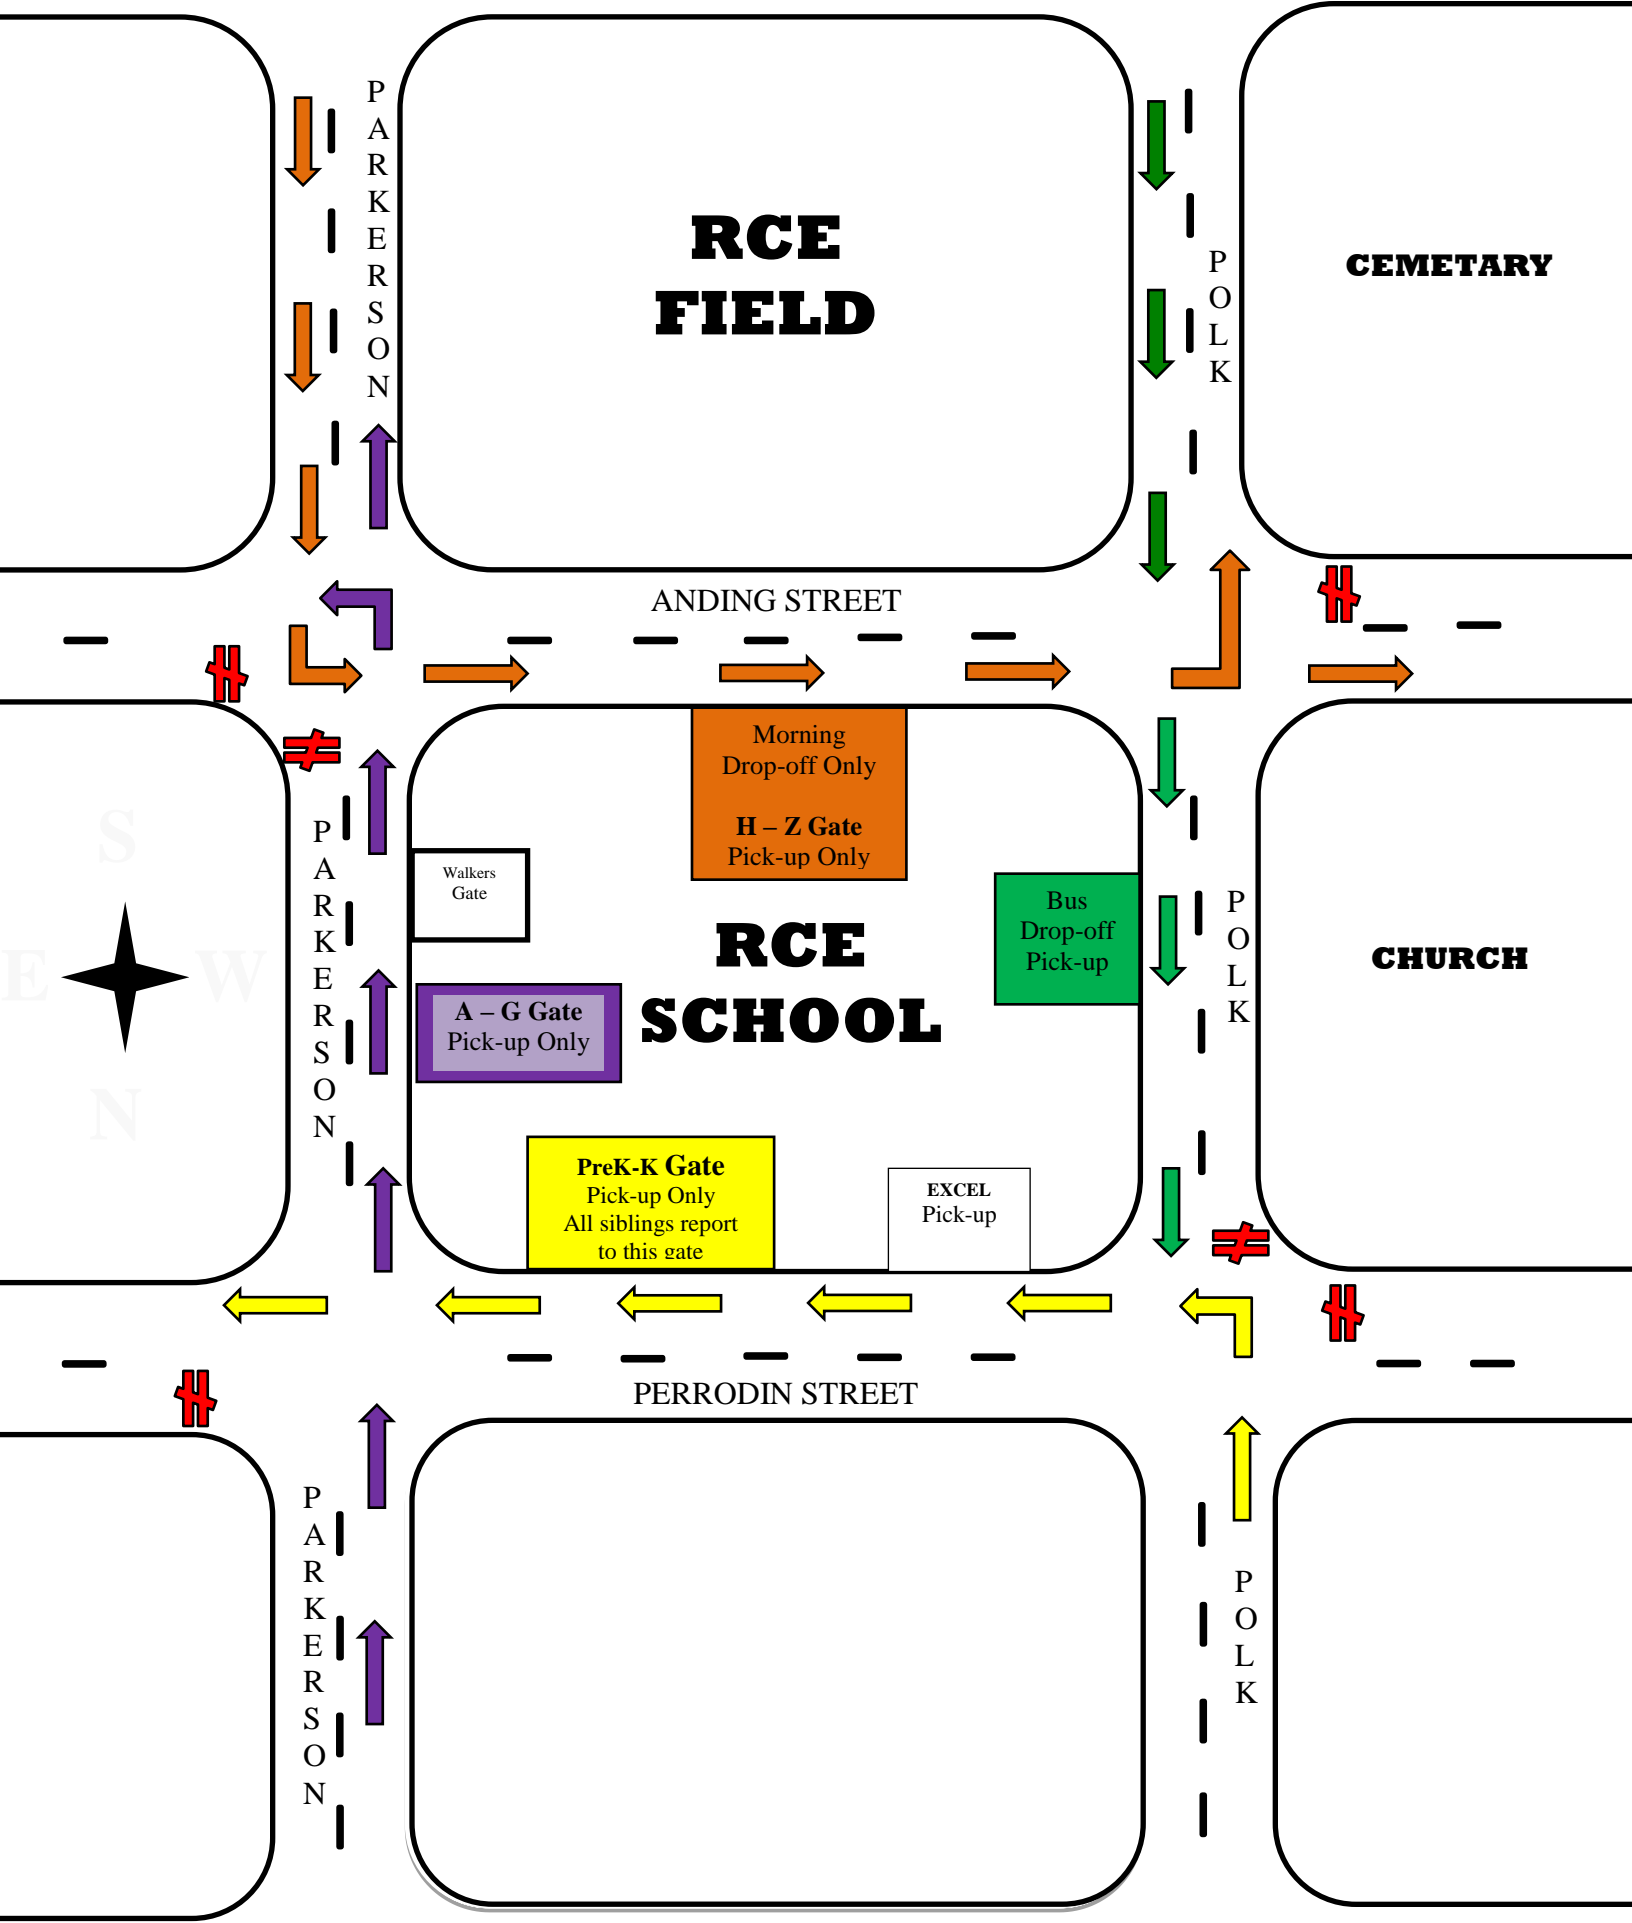 PARKERSON
RCE
FIELD
POLK
CEMETARY
ANDING STREET
Morning
Drop-off Only
H – Z Gate
Pick-up Only
S
E
W
N
PARKERSON
Walkers
Gate
RCE
SCHOOL
Bus
Drop-off
Pick-up
POLK
CHURCH
A – G Gate
Pick-up Only
PreK-K Gate
Pick-up Only
All siblings report
to this gate
EXCEL
Pick-up
PERRODIN STREET
PARKERSON
POLK